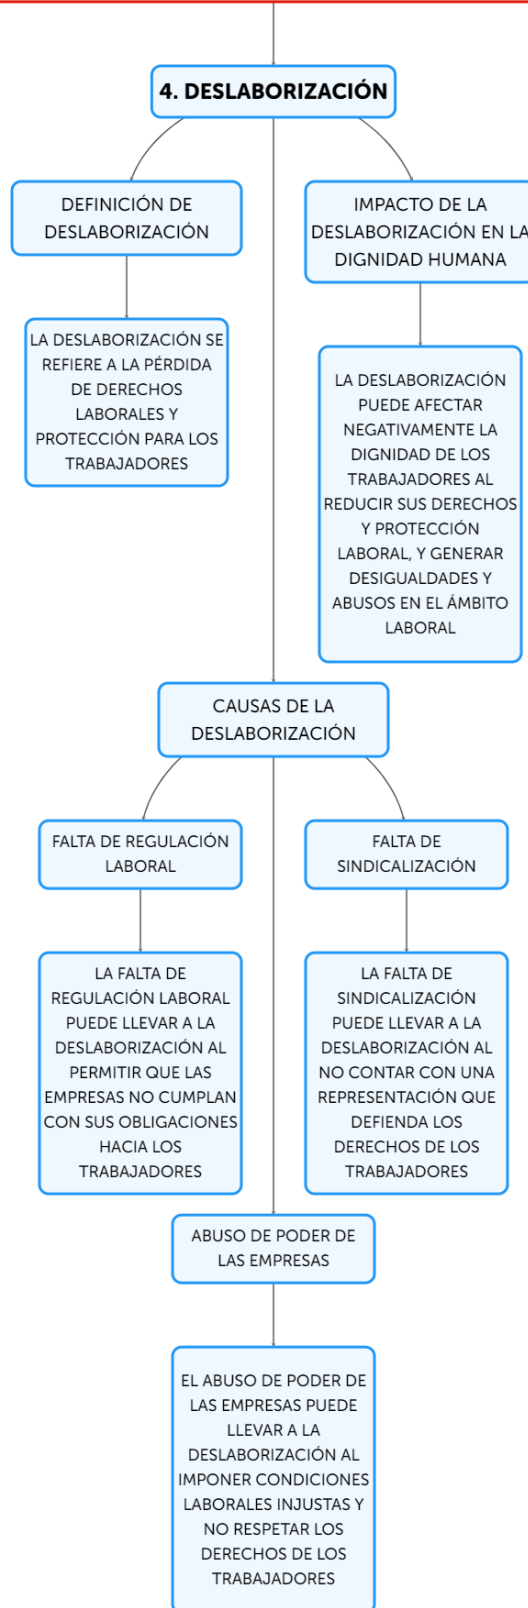 4. DESLABORIZACIÓN
DEFINICIÓN DE
DESLABORIZACIÓN
IMPACTO DE LA
DESLABORIZACIÓN EN LA
DIGNIDAD HUMANA
LA DESLABORIZACIÓN SE
REFIERE A LA PÉRDIDA
DE DERECHOS
LABORALES Y
PROTECCIÓN PARA LOS
TRABAJADORES
LA DESLABORIZACIÓN
PUEDE AFECTAR
NEGATIVAMENTE LA
DIGNIDAD DE LOS
TRABAJADORES AL
REDUCIR SUS DERECHOS
Y PROTECCIÓN
LABORAL, Y GENERAR
DESIGUALDADES Y
ABUSOS EN EL ÁMBITO
LABORAL
CAUSAS DE LA
DESLABORIZACIÓN
FALTA DE REGULACIÓN
LABORAL
FALTA DE
SINDICALIZACIÓN
LA FALTA DE
REGULACIÓN LABORAL
PUEDE LLEVAR A LA
DESLABORIZACIÓN AL
PERMITIR QUE LAS
EMPRESAS NO CUMPLAN
CON SUS OBLIGACIONES
HACIA LOS
TRABAJADORES
LA FALTA DE
SINDICALIZACIÓN
PUEDE LLEVAR A LA
DESLABORIZACIÓN AL
NO CONTAR CON UNA
REPRESENTACIÓN QUE
DEFIENDA LOS
DERECHOS DE LOS
TRABAJADORES
ABUSO DE PODER DE
LAS EMPRESAS
EL ABUSO DE PODER DE
LAS EMPRESAS PUEDE
LLEVAR A LA
DESLABORIZACIÓN AL
IMPONER CONDICIONES
LABORALES INJUSTAS Y
NO RESPETAR LOS
DERECHOS DE LOS
TRABAJADORES